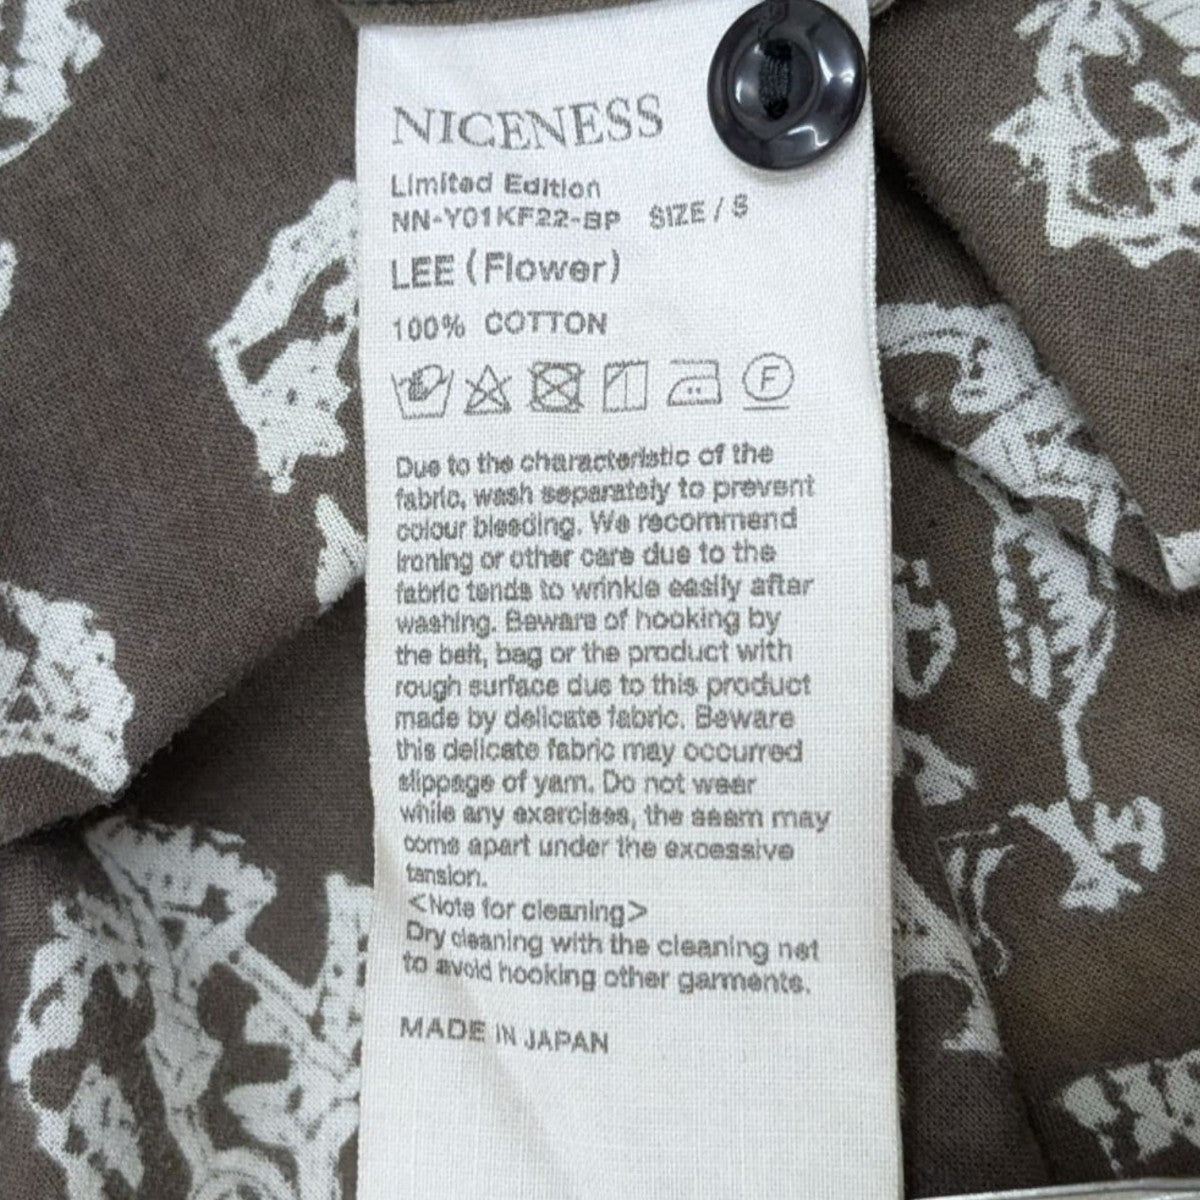 NICENESS
Limited Edition
NN-Y01KF22-BP SIZE / S
LEE (Flower)
100% COTTON
F
Due to the characteristic of the
fabric, wash separately to prevent
colour bleeding. We recommend
ironing or other care due to the
fabric tends to wrinkle easily after
washing. Beware of hooking by
the belt, bag or the product with
rough surface due to this product
made by delicate fabric. Beware
this delicate fabric may occurred
slippage of yarn. Do not wear
while any exercises, the seam may
come apart under the excessive
tension.
<Note for cleaning>
Dry cleaning with the cleaning net
to avoid hooking other garments.
MADE IN JAPAN